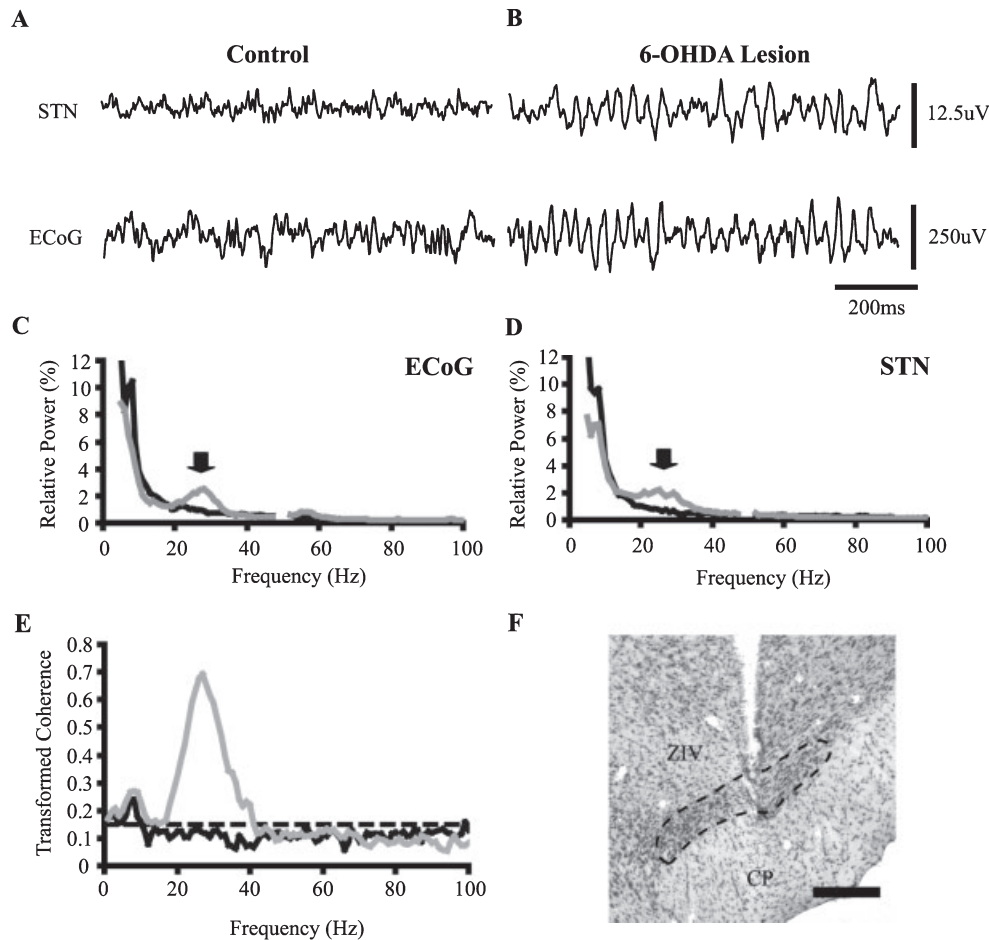 A
B
Control
6-OHDA Lesion
STN
12.5uV
ECoG
250uV
200ms
C
D
ECoG
STN
Relative Power (%)
12
10
8
6
4
2
0
0 20 40 60 80 100
Frequency (Hz)
Relative Power (%)
12
10
8
6
4
2
0
0 20 40 60 80 100
Frequency (Hz)
E
F
Transformed Coherence
0.8
0.7
0.6
0.5
0.4
0.3
0.2
0.1
0
0 20 40 60 80 100
Frequency (Hz)
ZIV
CP